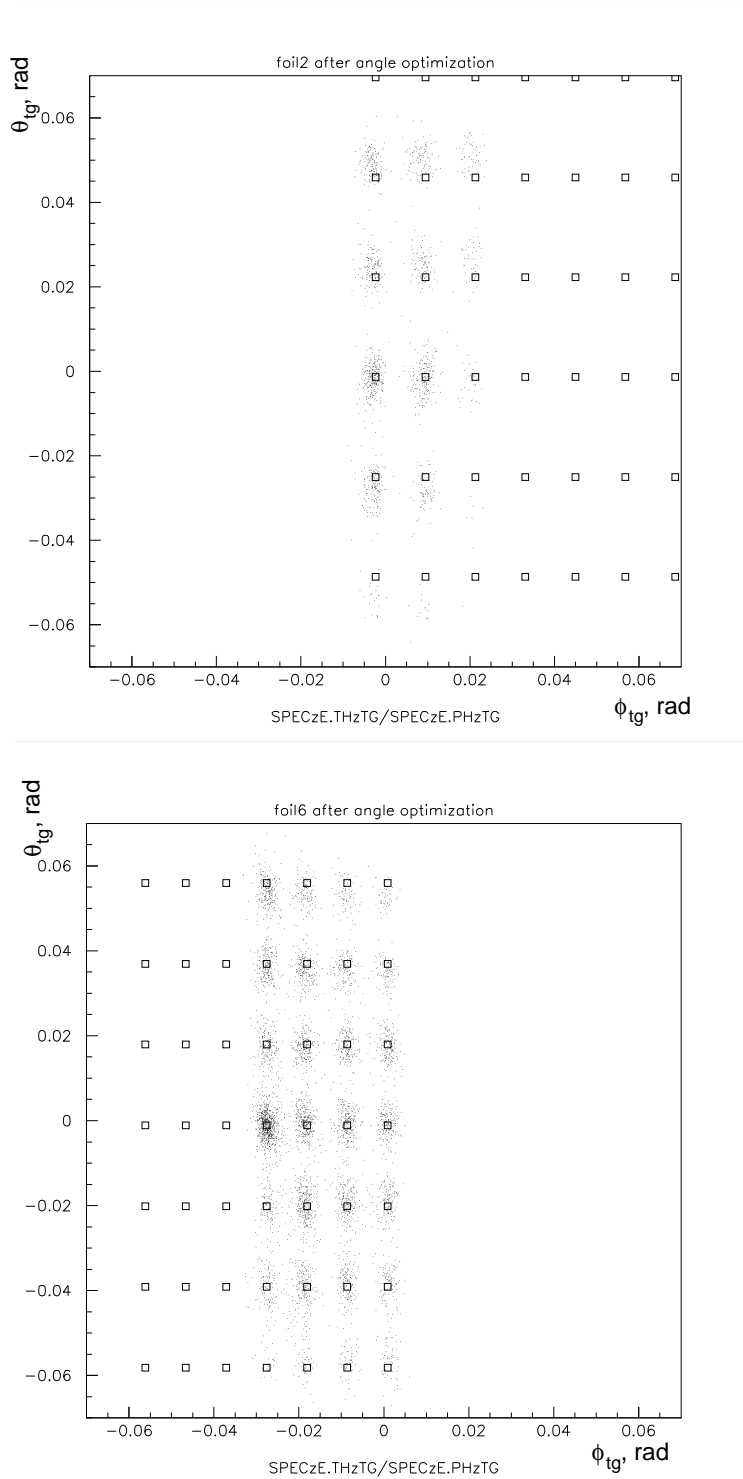 foil2 after angle optimization
θtg, rad
0.06
0.04
0.02
0
−0.02
−0.04
−0.06
−0.06 −0.04 −0.02 0 0.02 0.04 0.06
ϕtg, rad
SPECzE.THzTG/SPECzE.PHzTG
foil6 after angle optimization
θtg, rad
0.06
0.04
0.02
0
−0.02
−0.04
−0.06
−0.06 −0.04 −0.02 0 0.02 0.04 0.06
ϕtg, rad
SPECzE.THzTG/SPECzE.PHzTG